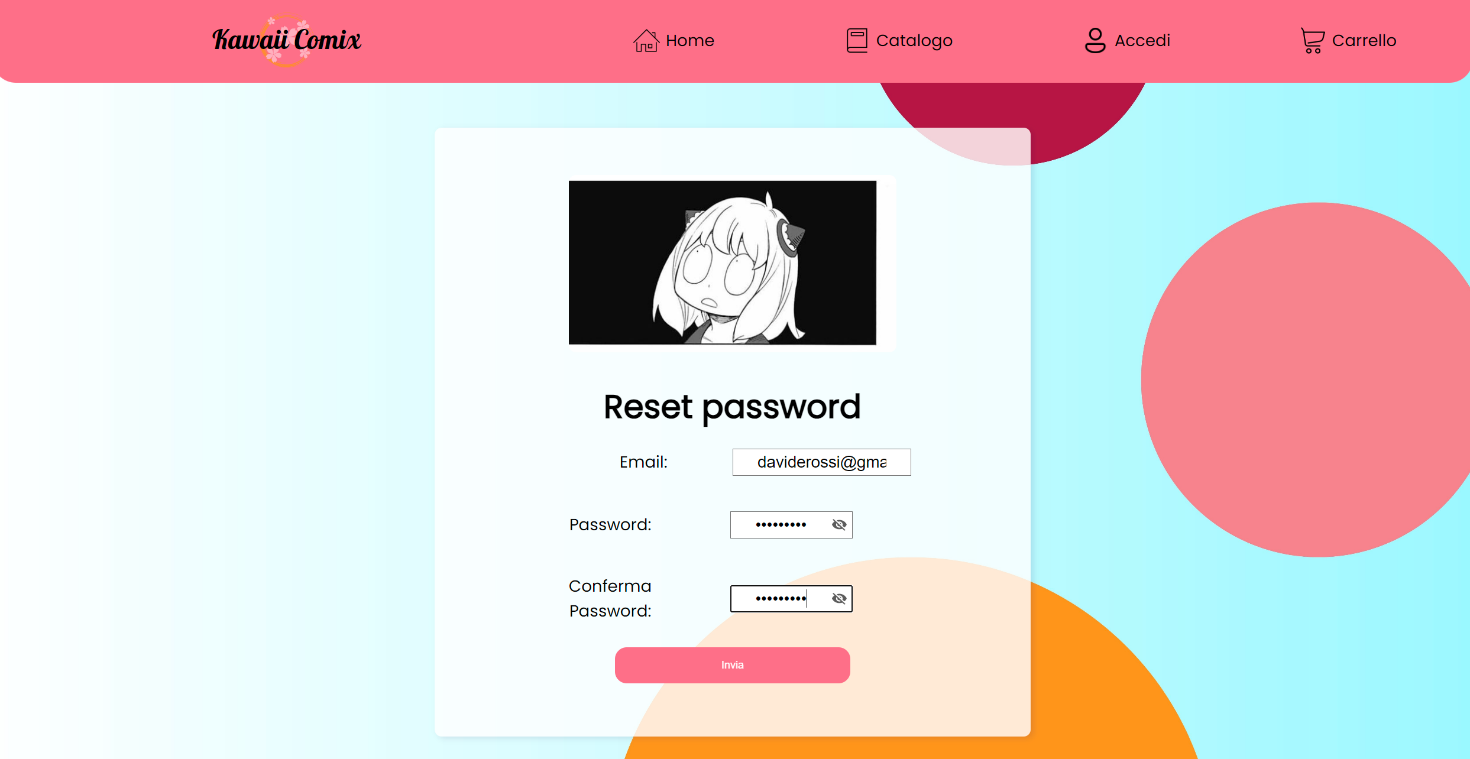 Kawaii Comix
Home
Catalogo
Accedi
Carrello
Reset password
Email:
daviderossi@gma
Password:
•••••••••
Conferma
Password:
•••••••••
Invia